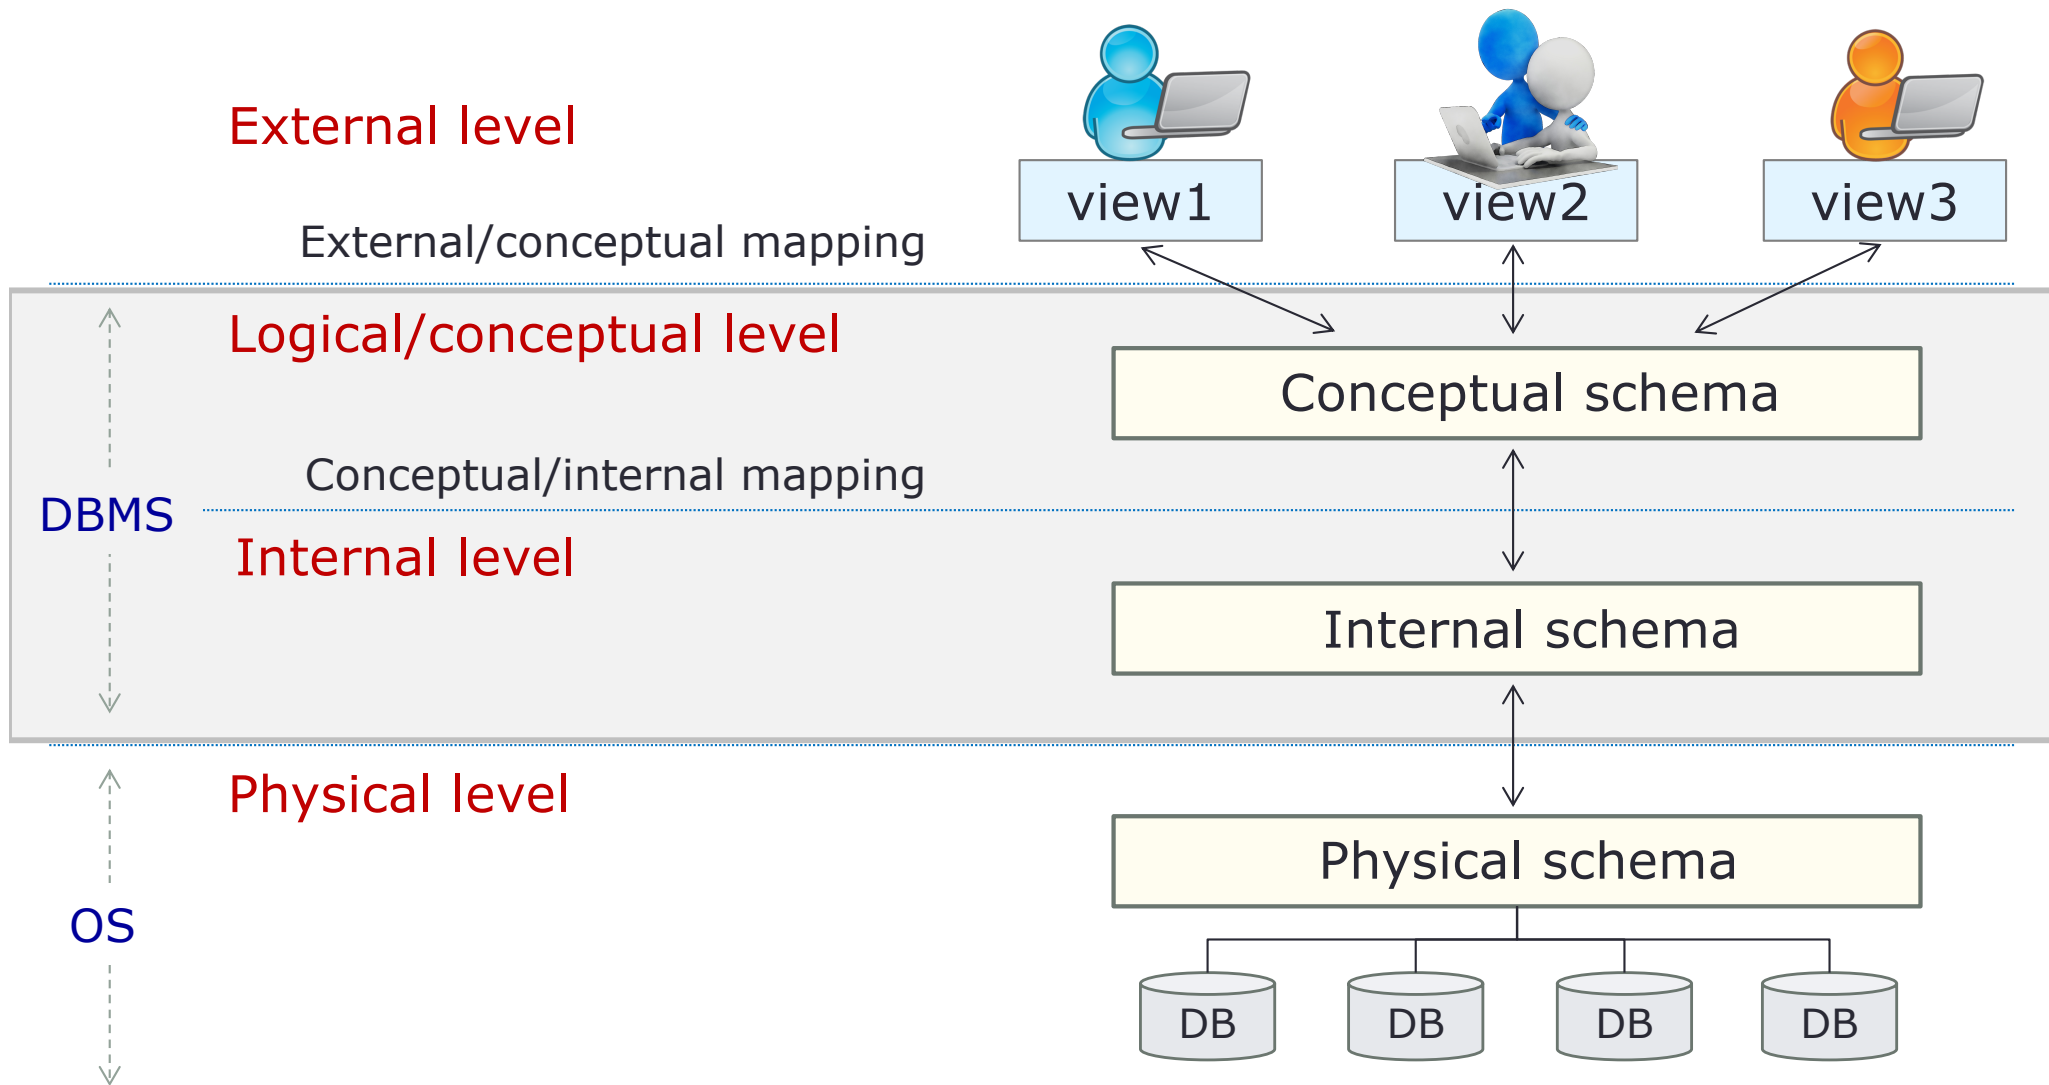 External level
view1
view2
view3
External/conceptual mapping
Logical/conceptual level
Conceptual schema
Conceptual/internal mapping
DBMS
Internal level
Internal schema
Physical level
Physical schema
OS
DB
DB
DB
DB